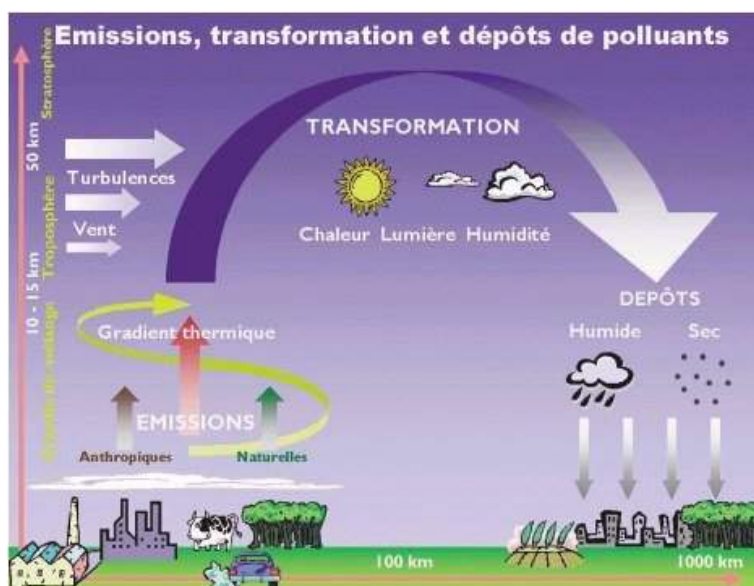 Emissions, transformation et dépôts de polluants
Stratosphère
50 km
Troposphère
10 - 15 km
TRANSFORMATION
Turbulences
Vent
Chaleur Lumière Humidité
DEPÔTS
Humide Sec
Gradient thermique
EMISSIONS
Anthropiques Naturelles
100 km 1000 km